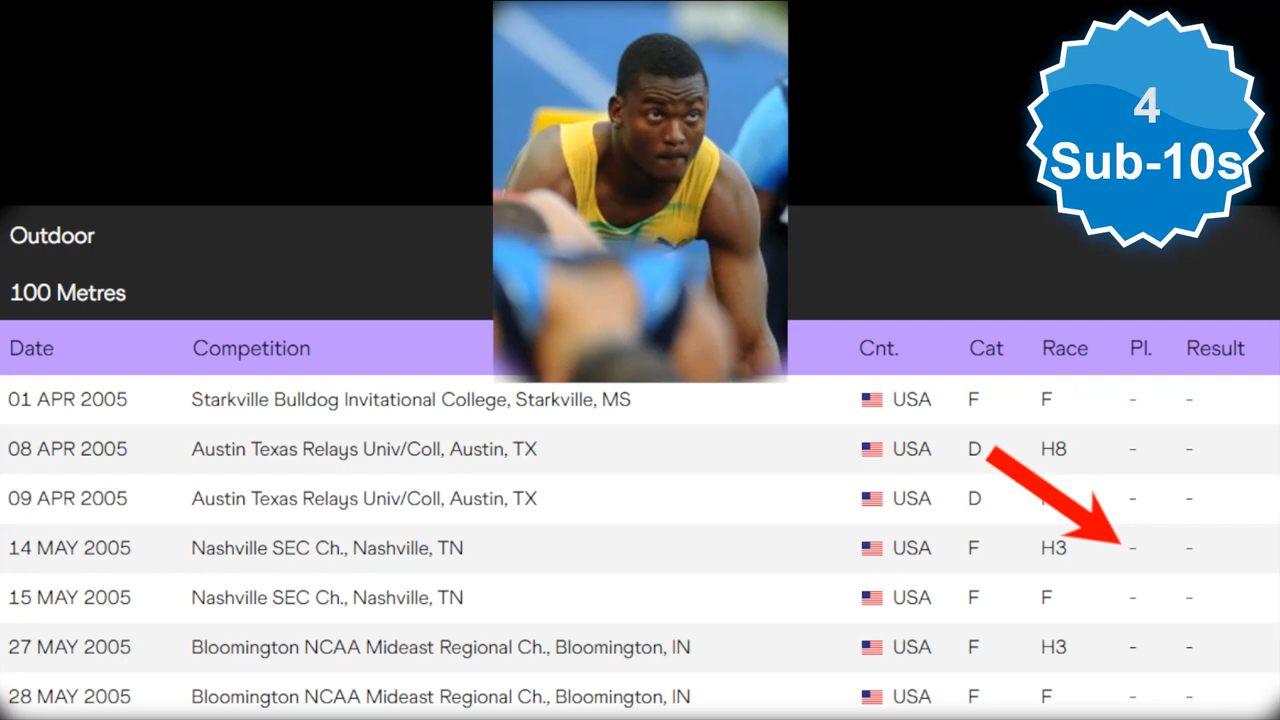 4
Sub-10s
Outdoor
100 Metres
Date Competition Cnt. Cat Race Pl. Result
01 APR 2005 Starkville Bulldog Invitational College, Starkville, MS USA F F - -
08 APR 2005 Austin Texas Relays Univ/Coll, Austin, TX USA D H8 - -
09 APR 2005 Austin Texas Relays Univ/Coll, Austin, TX USA D - -
14 MAY 2005 Nashville SEC Ch., Nashville, TN USA F H3 - -
15 MAY 2005 Nashville SEC Ch., Nashville, TN USA F F - -
27 MAY 2005 Bloomington NCAA Mideast Regional Ch., Bloomington, IN USA F H3 - -
28 MAY 2005 Bloomington NCAA Mideast Regional Ch., Bloomington, IN USA F F - -